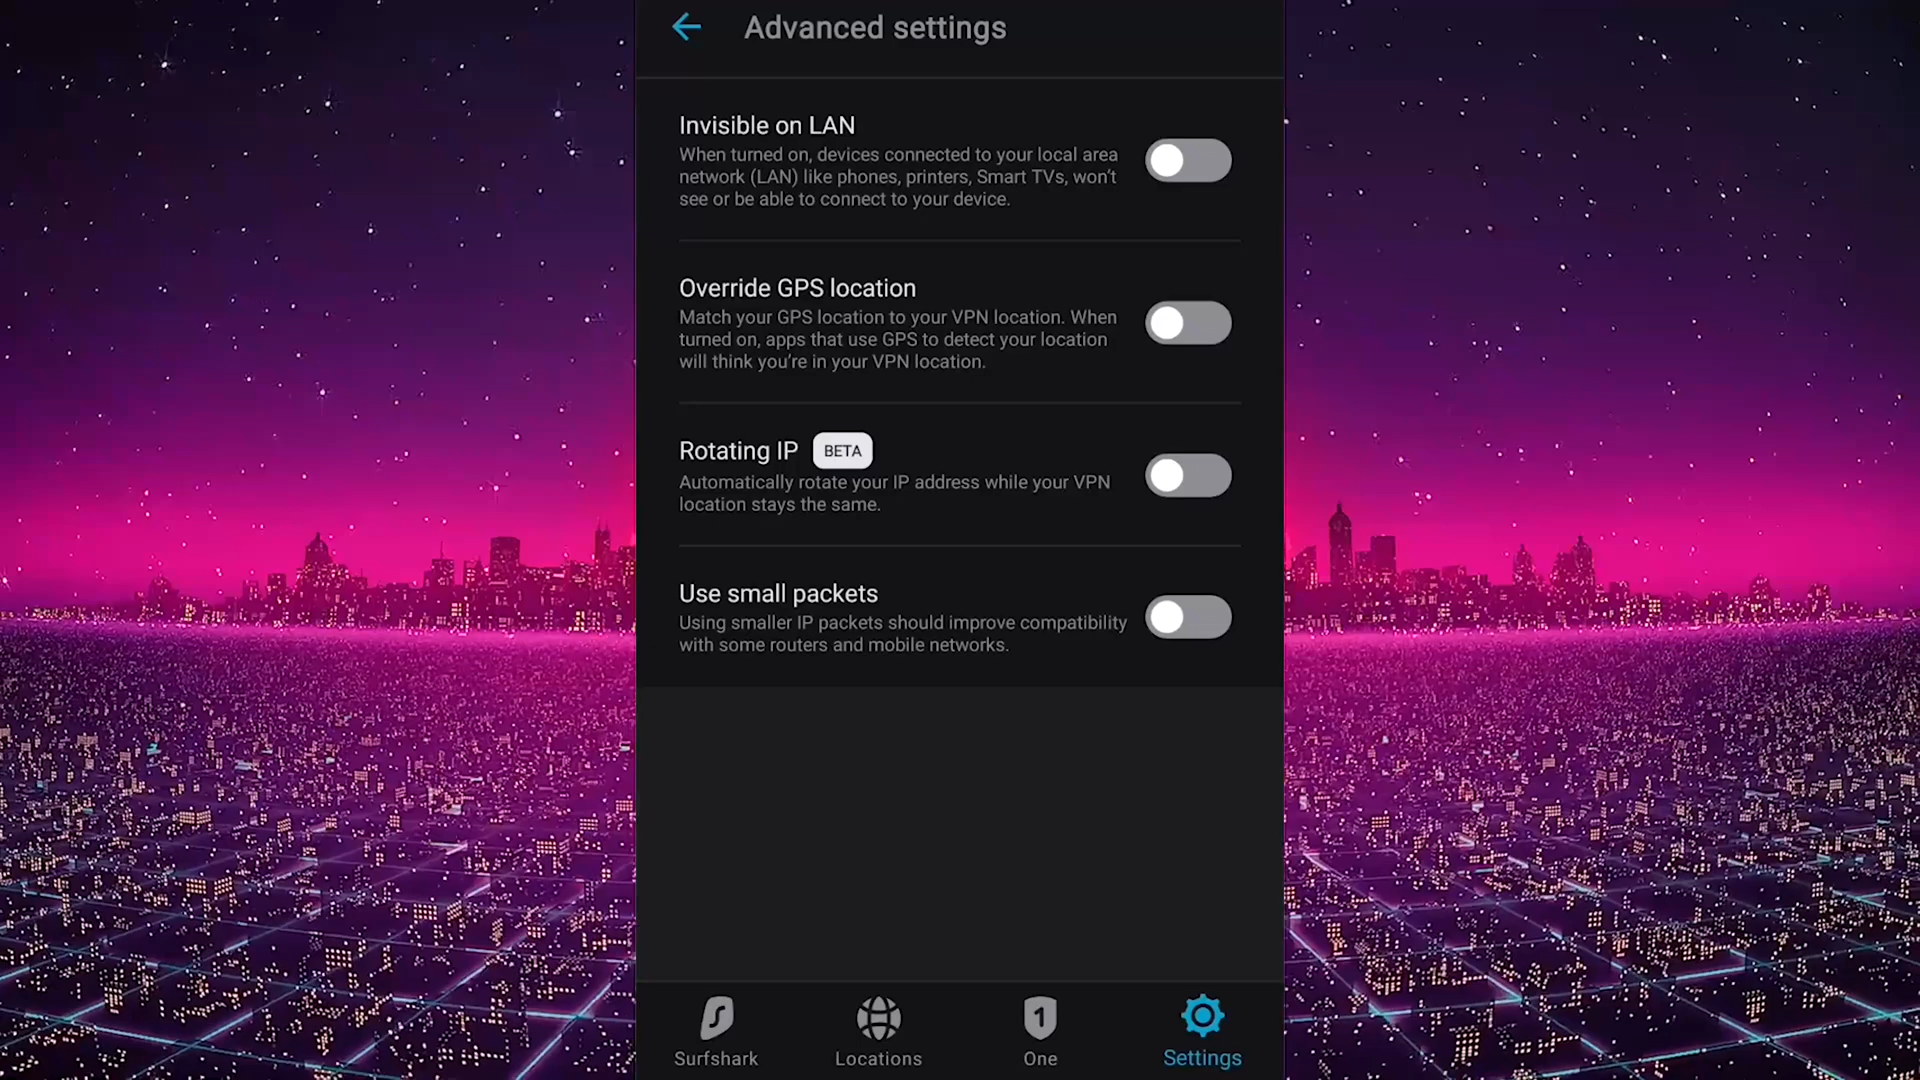 Advanced settings
Invisible on LAN
When turned on, devices connected to your local area
network (LAN) like phones, printers, Smart TVs, won't
see or be able to connect to your device.
Override GPS location
Match your GPS location to your VPN location. When
turned on, apps that use GPS to detect your location
will think you're in your VPN location.
Rotating IP BETA
Automatically rotate your IP address while your VPN
location stays the same.
Use small packets
Using smaller IP packets should improve compatibility
with some routers and mobile networks.
1
Surfshark Locations One Settings